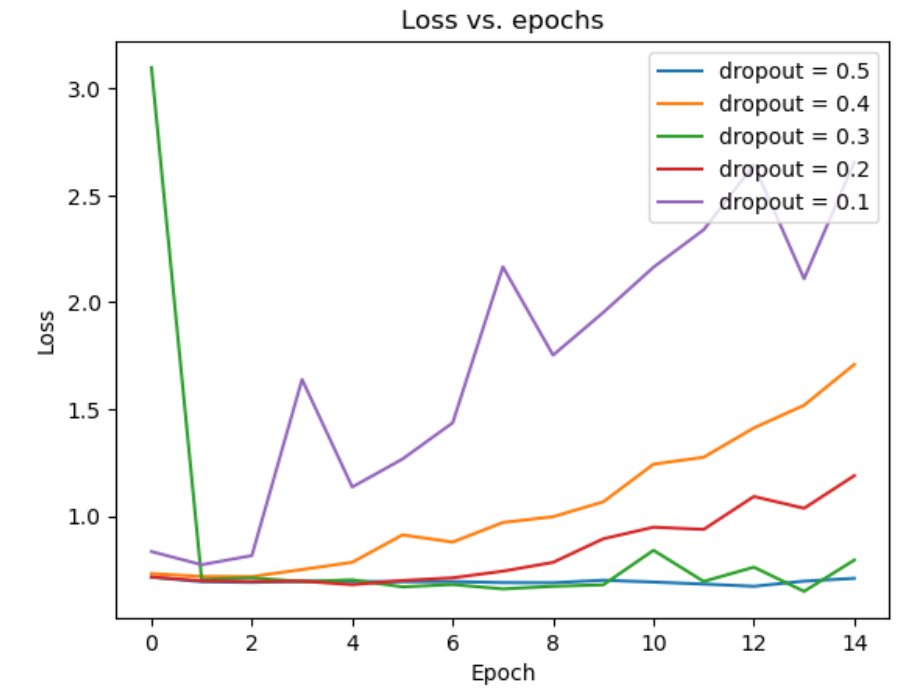 Loss vs. epochs
dropout = 0.5
dropout = 0.4
dropout = 0.3
dropout = 0.2
dropout = 0.1
3.0
2.5
2.0
1.5
1.0
Loss
0 2 4 6 8 10 12 14
Epoch